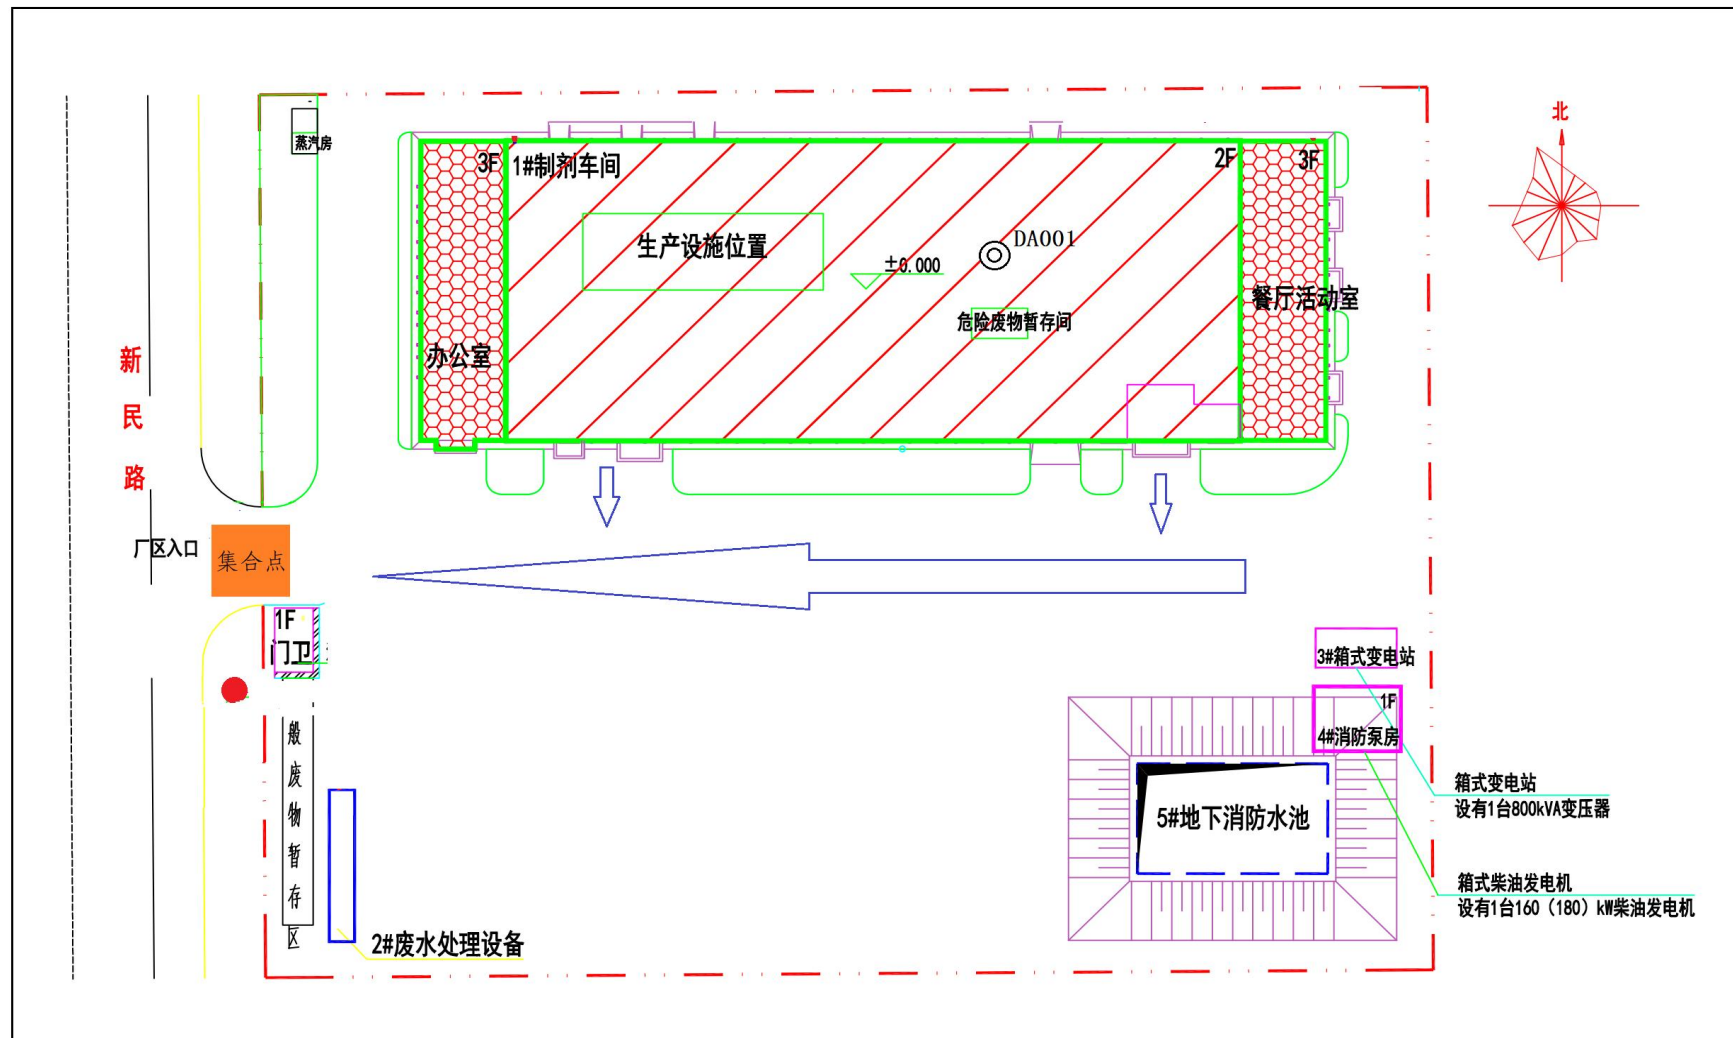 北
蒸汽房
3F
1#制剂车间
2F
3F
生产设施位置
DA001
±0.000
餐厅活动室
危险废物暂存间
办公室
新民路
厂区入口
集合点
1F
门卫
3#箱式变电站
1F
4#消防泵房
般废物暂存区
箱式变电站
设有1台800kVA变压器
5#地下消防水池
箱式柴油发电机
设有1台160（180）kW柴油发电机
2#废水处理设备